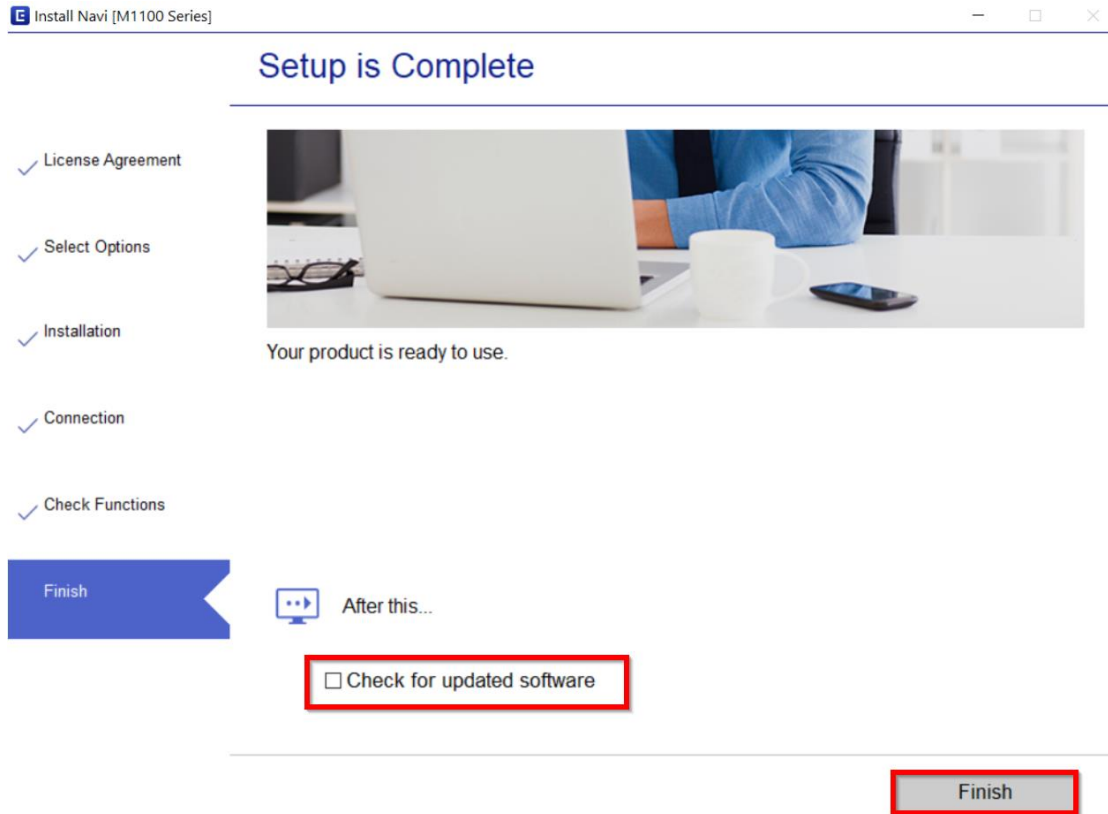 E Install Navi [M1100 Series]
Setup is Complete
License Agreement
Select Options
Installation
Connection
Check Functions
Finish
Your product is ready to use.
After this...
Check for updated software
Finish